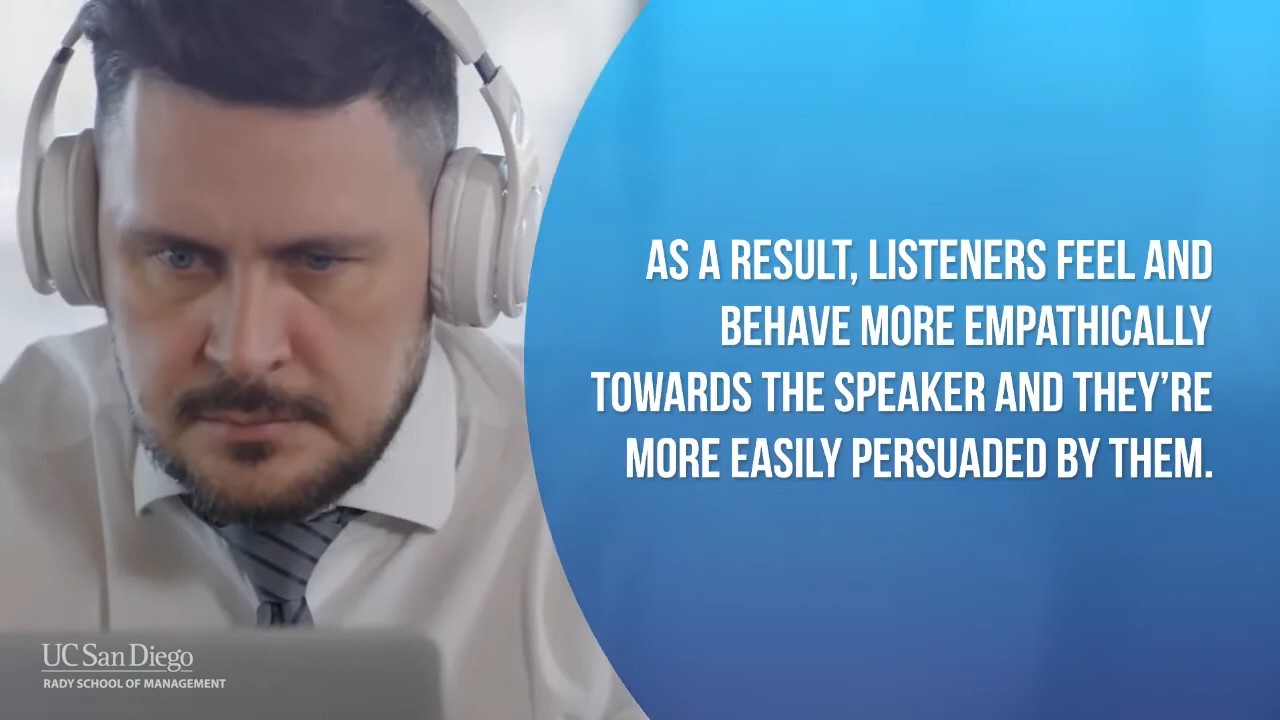 AS A RESULT, LISTENERS FEEL AND
BEHAVE MORE EMPATHICALLY
TOWARDS THE SPEAKER AND THEY’RE
MORE EASILY PERSUADED BY THEM.
UC San Diego
RADY SCHOOL OF MANAGEMENT